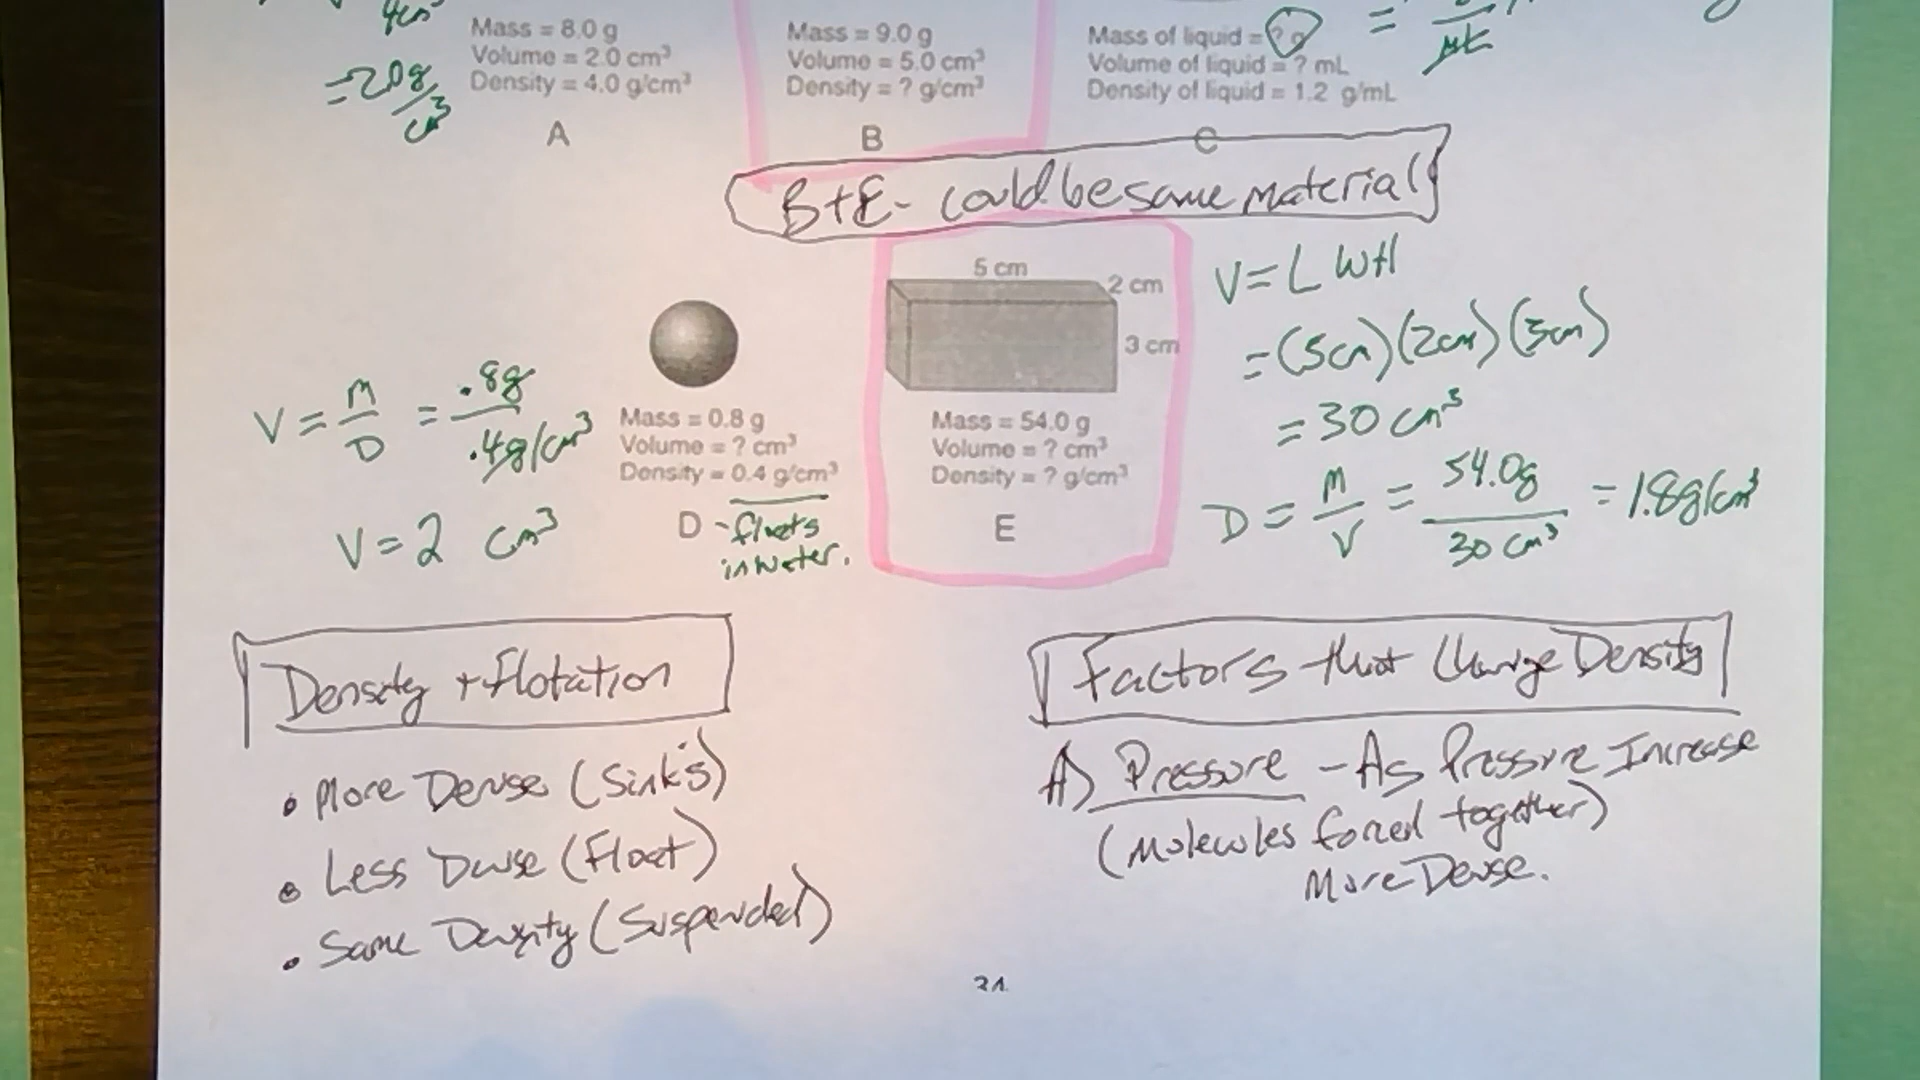 4cm
= 20g/cm³
Mass = 8.0 g
Volume = 2.0 cm³
Density = 4.0 g/cm³
A
Mass = 9.0 g
Volume = 5.0 cm³
Density = ? g/cm³
B
Mass of liquid = ? g
Volume of liquid = ? mL
Density of liquid = 1.2 g/mL
C
=
mL
B+E - could be same material
5 cm
2 cm
3 cm
V = L W H
= (5cm)(2cm)(3cm)
= 30 cm³
D = M/V = 54.0g/30 cm³ = 1.8g/cm³
V = M/D = .8g/.4g/cm³
V = 2 cm³
Mass = 0.8 g
Volume = ? cm³
Density = 0.4 g/cm³
D - floats
in water.
Mass = 54.0 g
Volume = ? cm³
Density = ? g/cm³
E
Density + Flotation
• More Dense (Sinks)
• Less Dense (Float)
• Same Density (Suspended)
Factors that Change Density
A) Pressure - As Pressure Increase
(Molecules forced together)
More Dense.